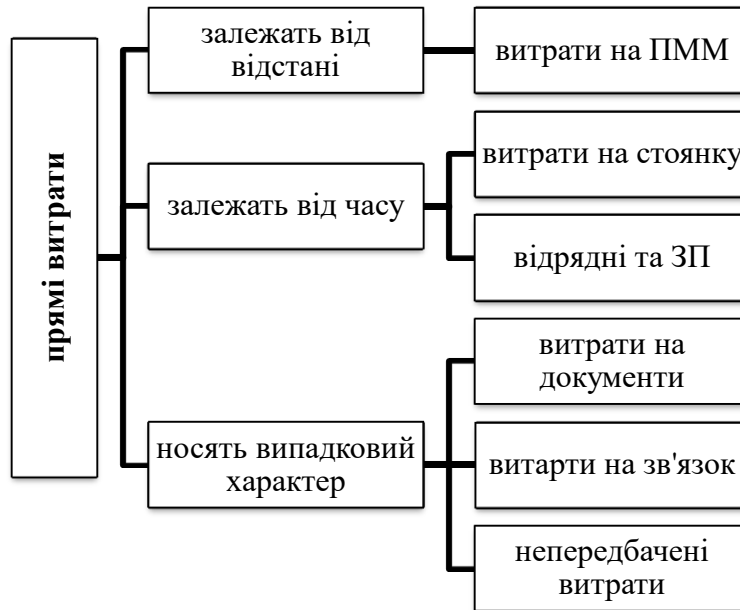 прямі витрати
залежать від
відстані
витрати на ПММ
залежать від часу
витрати на стоянку
відрядні та ЗП
носять випадковий
характер
витрати на
документи
витарти на зв'язок
непередбачені
витрати